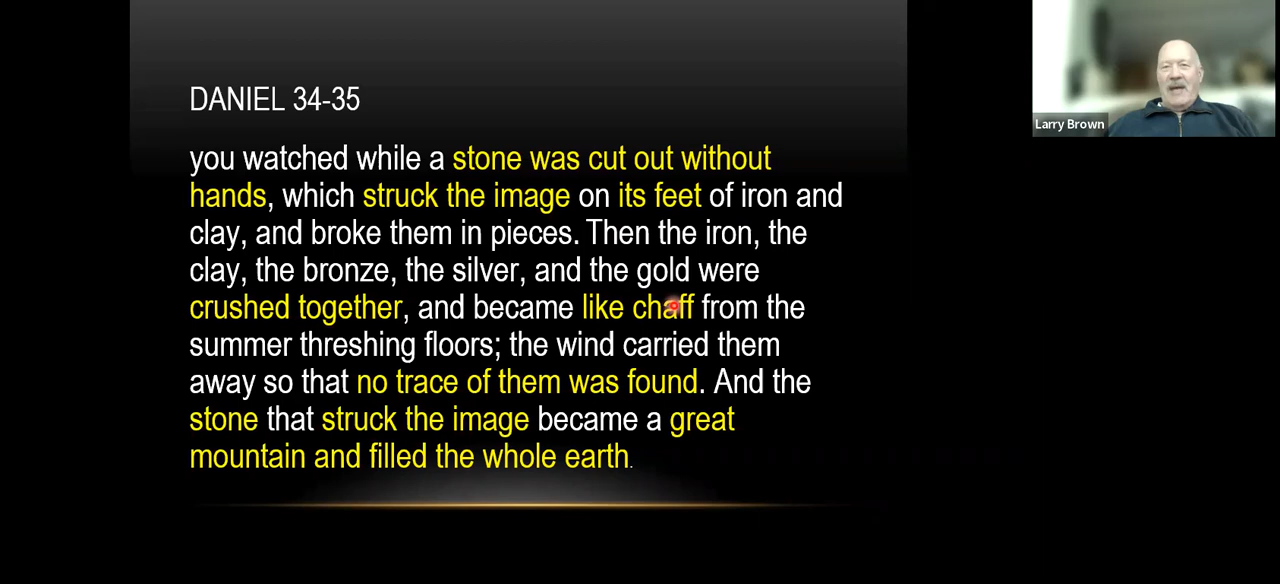 DANIEL 34-35
you watched while a stone was cut out without
hands, which struck the image on its feet of iron and
clay, and broke them in pieces. Then the iron, the
clay, the bronze, the silver, and the gold were
crushed together, and became like chaff from the
summer threshing floors; the wind carried them
away so that no trace of them was found. And the
stone that struck the image became a great
mountain and filled the whole earth.
Larry Brown